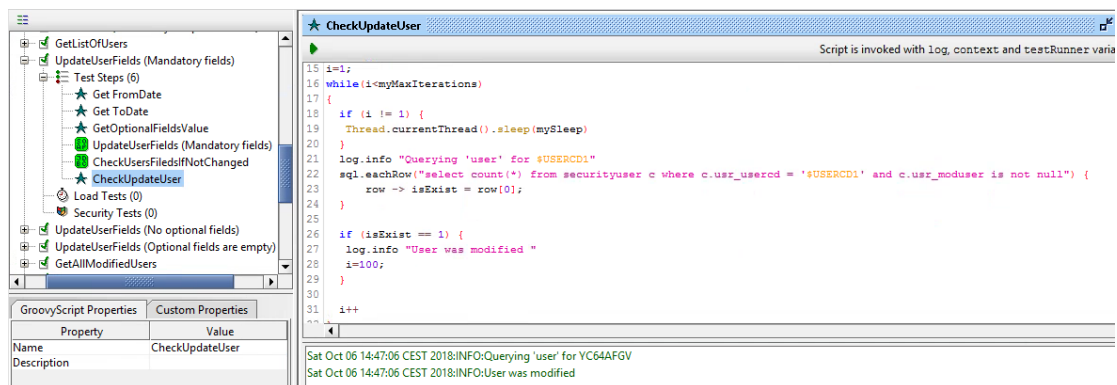 GetListOfUsers
UpdateUserFields (Mandatory fields)
Test Steps (6)
Get FromDate
Get ToDate
GetOptionalFieldsValue
UpdateUserFields (Mandatory fields)
CheckUsersFiledsIfNotChanged
CheckUpdateUser
Load Tests (0)
Security Tests (0)
UpdateUserFields (No optional fields)
UpdateUserFields (Optional fields are empty)
GetAllModifiedUsers
GroovyScript Properties Custom Properties
Property Value
Name CheckUpdateUser
Description
CheckUpdateUser
Script is invoked with log, context and testRunner varia
15 i=1;
16 while(i<myMaxIterations)
17 {
18 if (i != 1) {
19 Thread.currentThread().sleep(mySleep)
20 }
21 log.info "Querying 'user' for $USERCD1"
22 sql.eachRow("select count(*) from securityuser c where c.usr_usercd = '$USERCD1' and c.usr_moduser is not null") {
23 row -> isExist = row[0];
24 }
25
26 if (isExist == 1) {
27 log.info "User was modified "
28 i=100;
29 }
30
31 i++
Sat Oct 06 14:47:06 CEST 2018:INFO:Querying 'user' for YC64AFGV
Sat Oct 06 14:47:06 CEST 2018:INFO:User was modified